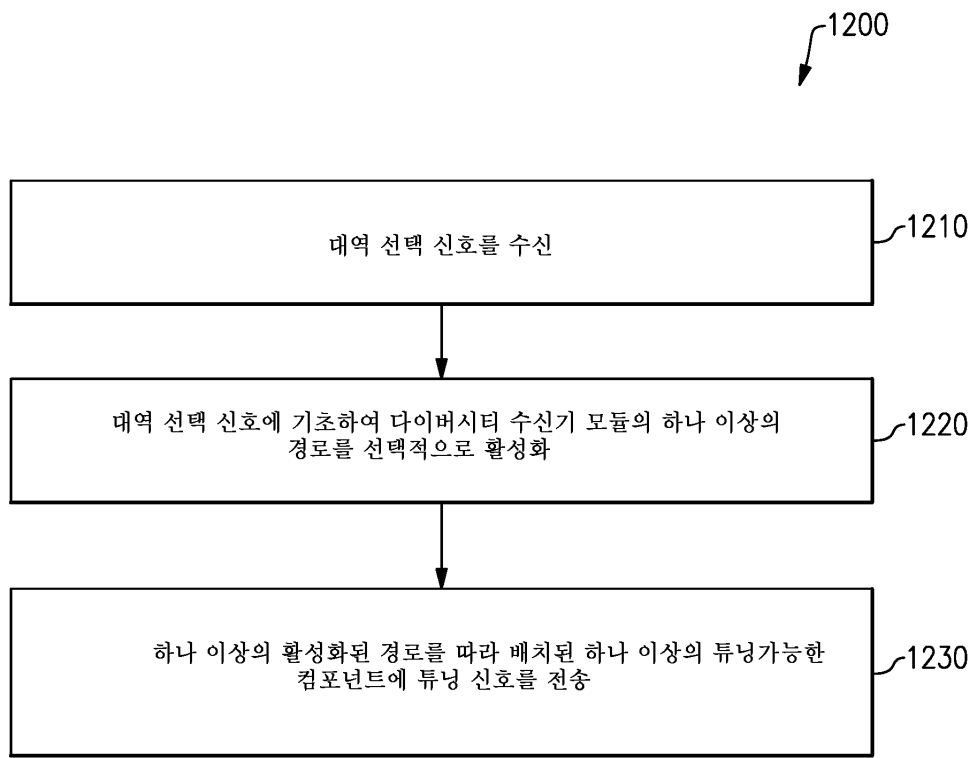 1200
대역 선택 신호를 수신
1210
대역 선택 신호에 기초하여 다이버시티 수신기 모듈의 하나 이상의
경로를 선택적으로 활성화
1220
하나 이상의 활성화된 경로를 따라 배치된 하나 이상의 튜닝가능한
컴포넌트에 튜닝 신호를 전송
1230